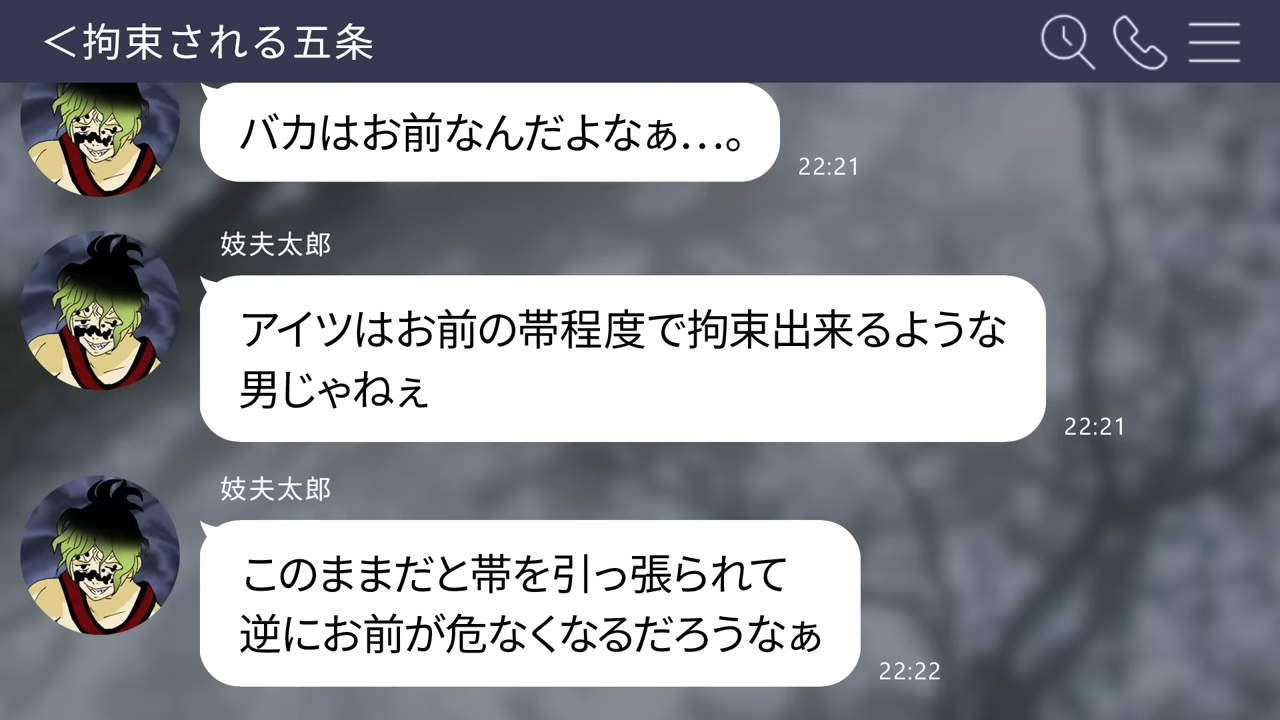 ＜拘束される五条
バカはお前なんだよなぁ…。
22:21
妓夫太郎
アイツはお前の帯程度で拘束出来るような
男じゃねぇ
22:21
妓夫太郎
このままだと帯を引っ張られて
逆にお前が危なくなるだろうなぁ
22:22